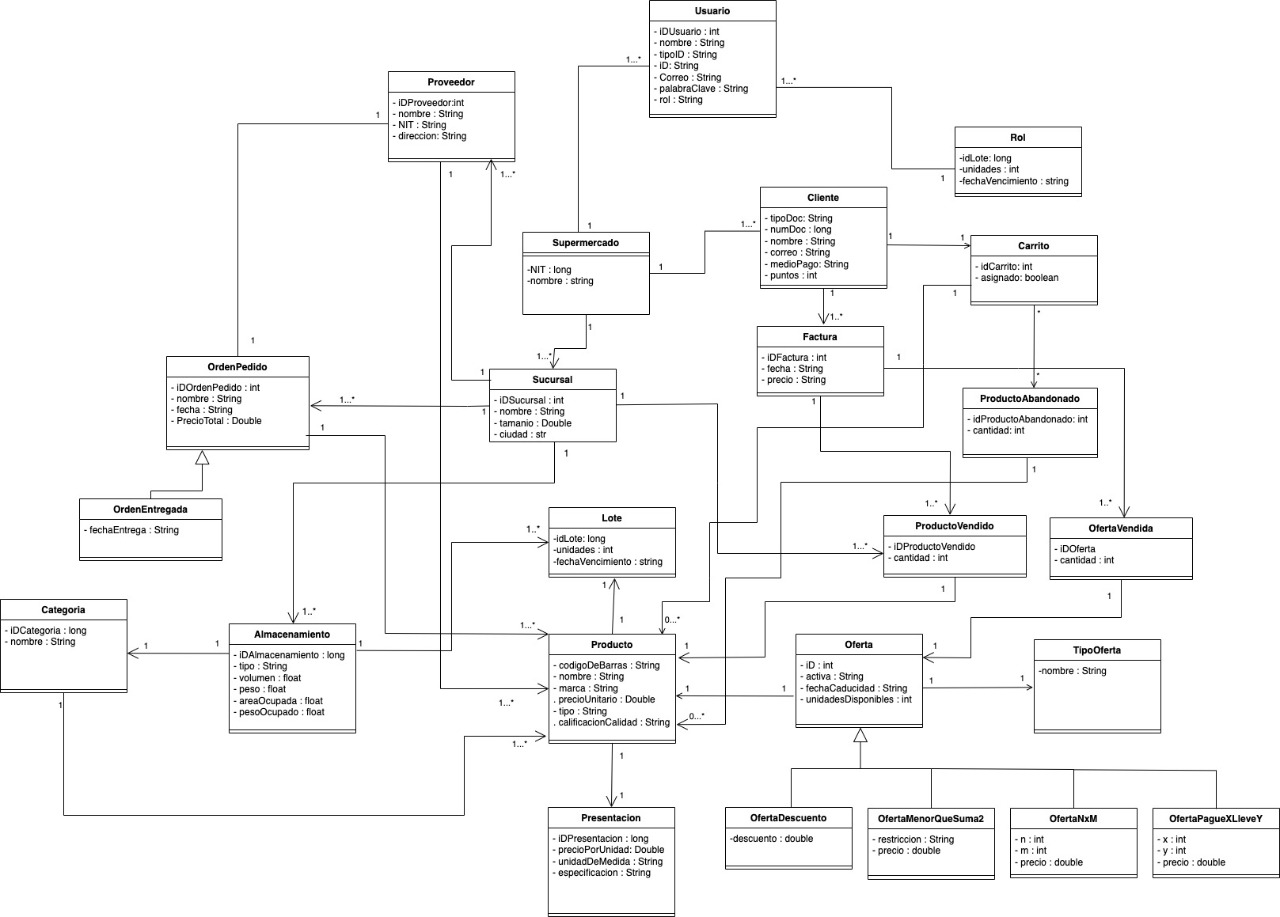 Usuario
- iDUsuario : int
- nombre : String
- tipoID : String
- iD: String
- Correo : String
- palabraClave : String
- rol : String
1...*
1...*
Proveedor
- iDProveedor:int
- nombre : String
- NIT : String
- direccion: String
1
1
1...*
Rol
-idLote: long
-unidades : int
-fechaVencimiento : string
1
Cliente
- tipoDoc: String
- numDoc : long
- nombre : String
- correo : String
- medioPago: String
- puntos : int
1...*
1
1
1
Supermercado
-NIT : long
-nombre : string
1
1
1
Carrito
- idCarrito: int
- asignado: boolean
1
*
Factura
- iDFactura : int
- fecha : String
- precio : String
1..*
1
1
OrdenPedido
- iDOrdenPedido : int
- nombre : String
- fecha : String
- PrecioTotal : Double
1
1...*
1
Sucursal
- iDSucursal : int
- nombre : String
- tamanio : Double
- ciudad : str
1...*
1
1
1
1
ProductoAbandonado
- idProductoAbandonado: int
- cantidad: int
*
1
OrdenEntregada
- fechaEntrega : String
Lote
-idLote: long
-unidades : int
-fechaVencimiento : string
1..*
1
ProductoVendido
- iDProductoVendido
- cantidad : int
1..*
1...*
1
OfertaVendida
- iDOferta
- cantidad : int
1..*
1
Categoria
- iDCategoria : long
- nombre : String
1
1
Almacenamiento
- iDAlmacenamiento : long
- tipo : String
- volumen : float
- peso : float
- areaOcupada : float
- pesoOcupado : float
1..*
1
1
Producto
- codigoDeBarras : String
- nombre : String
- marca : String
. precioUnitario : Double
- tipo : String
. calificacionCalidad : String
1...*
1
0...*
1
1
0...*
1...*
1...*
1
Oferta
- iD : int
- activa : String
- fechaCaducidad : String
- unidadesDisponibles : int
1
1
1
TipoOferta
-nombre : String
1
Presentacion
- iDPresentacion : long
- precioPorUnidad: Double
- unidadDeMedida : String
- especificacion : String
1
OfertaDescuento
-descuento : double
OfertaMenorQueSuma2
- restriccion : String
- precio : double
OfertaNxM
- n : int
- m : int
- precio : double
OfertaPagueXLleveY
- x : int
- y : int
- precio : double